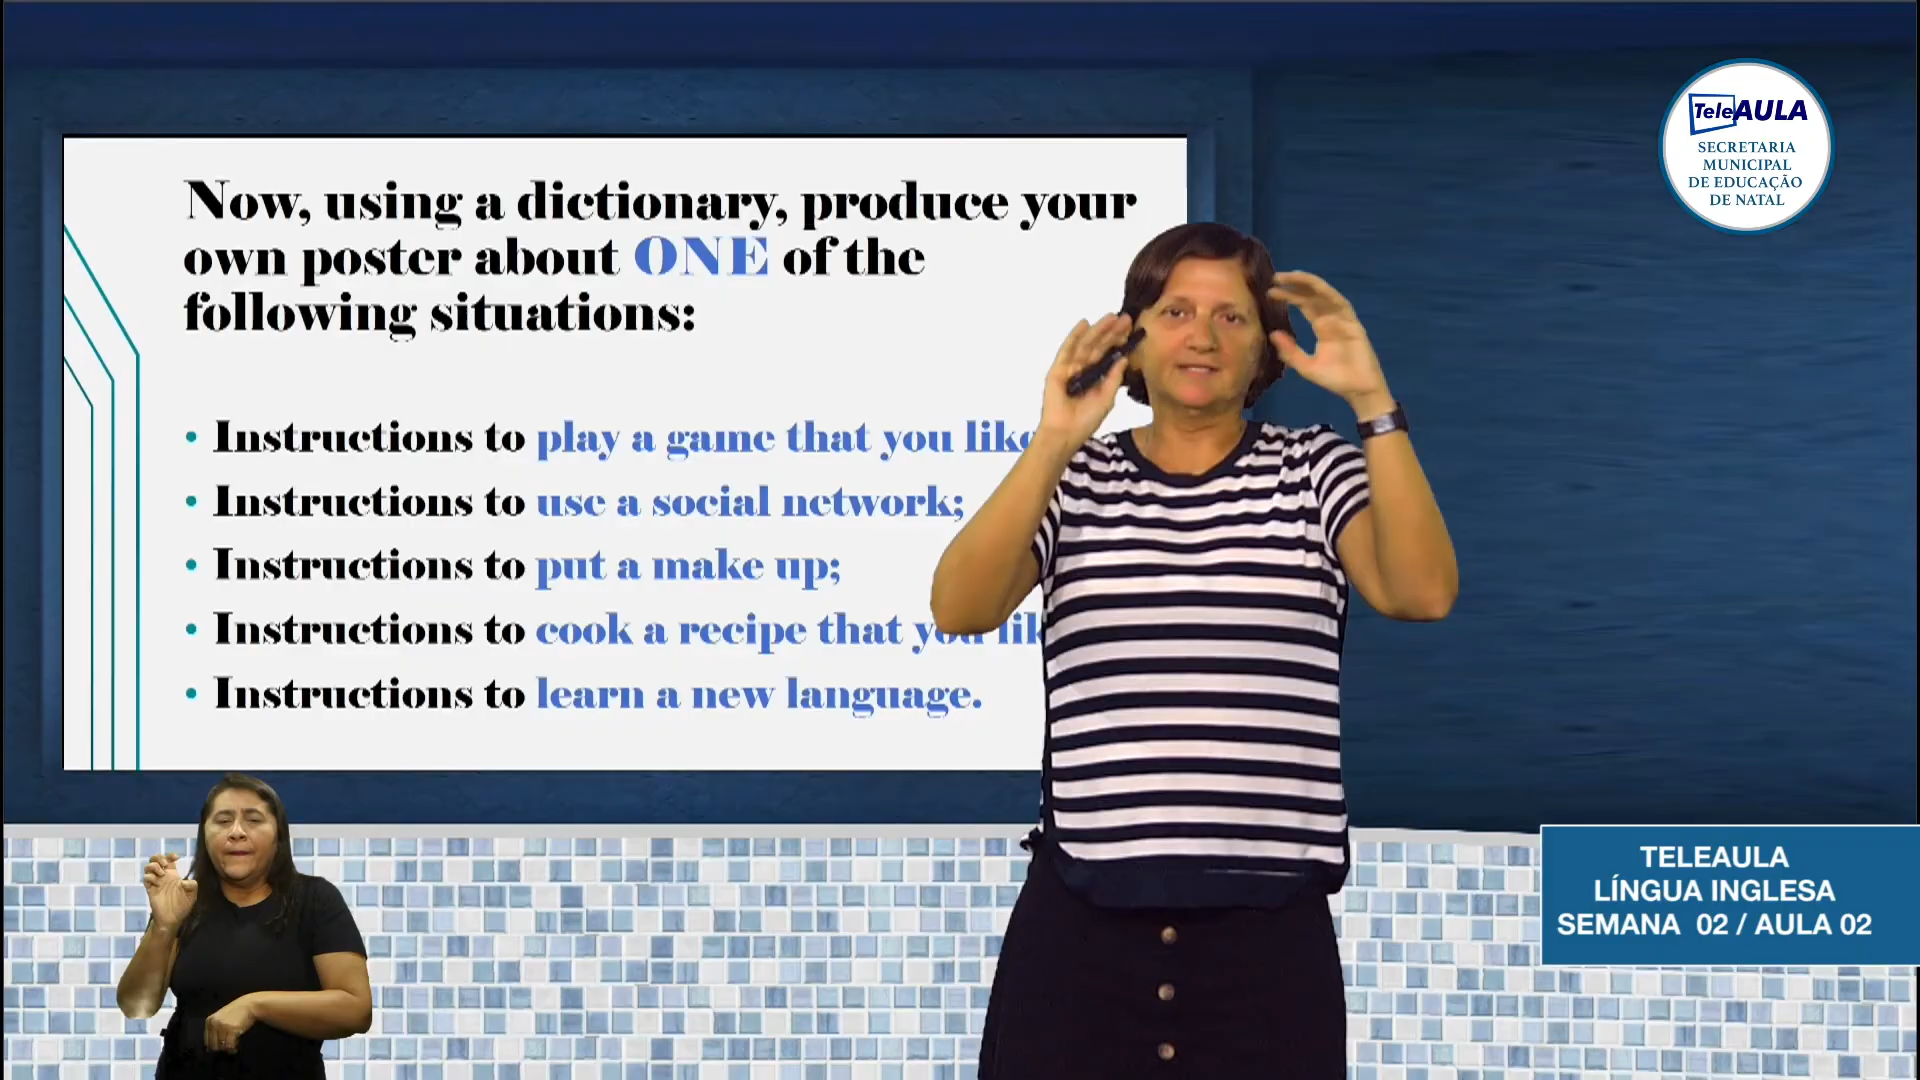 Now, using a dictionary, produce your
own poster about ONE of the
following situations:
• Instructions to play a game that you like
• Instructions to use a social network;
• Instructions to put a make up;
• Instructions to cook a recipe that you
• Instructions to learn a new language.
TeleAULA
SECRETARIA
MUNICIPAL
DE EDUCAÇÃO
DE NATAL
TELEAULA
LÍNGUA INGLESA
SEMANA 02 / AULA 02